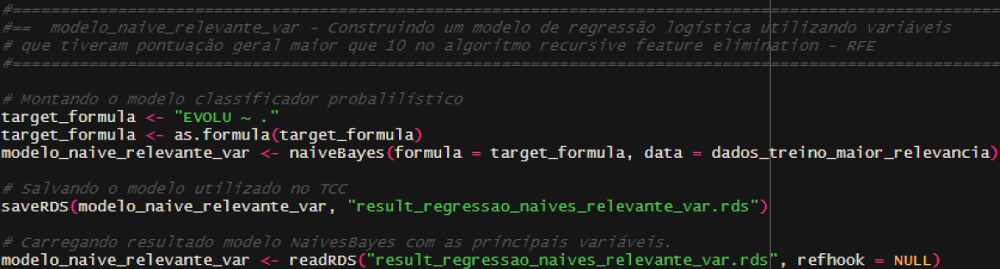 #==============================================================================================
#==  modelo_naive_relevante_var - Construindo um modelo de regressão logística utilizando variáveis
# que tiveram pontuação geral maior que 10 no algoritmo recursive feature elimination - RFE
#==============================================================================================
# Montando o modelo classificador probalilístico
target_formula <- "EVOLU ~ ."
target_formula <- as.formula(target_formula)
modelo_naive_relevante_var <- naiveBayes(formula = target_formula, data = dados_treino_maior_relevancia)
# Salvando o modelo utilizado no TCC
saveRDS(modelo_naive_relevante_var, "result_regressao_naives_relevante_var.rds")
# Carregando resultado modelo NaivesBayes com as principais variáveis.
modelo_naive_relevante_var <- readRDS("result_regressao_naives_relevante_var.rds", refhook = NULL)